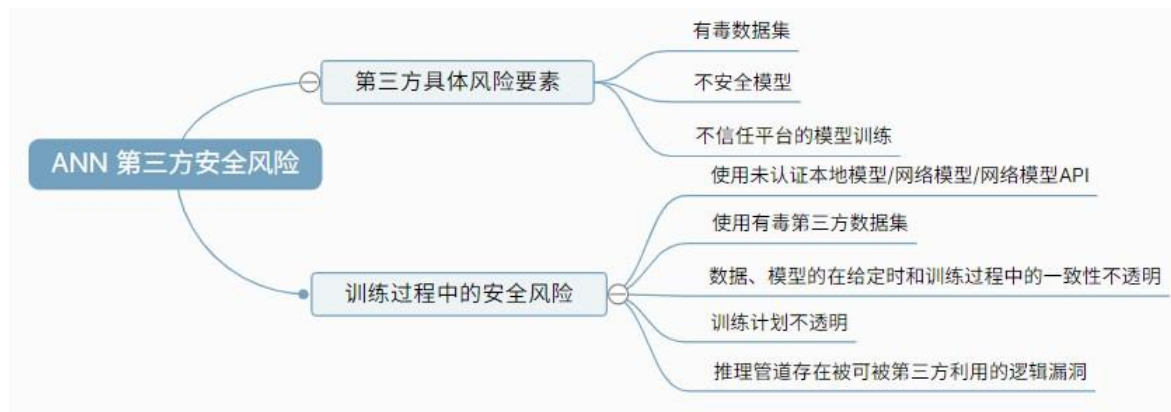 有毒数据集
第三方具体风险要素
不安全模型
不信任平台的模型训练
ANN 第三方安全风险
使用未认证本地模型/网络模型/网络模型API
使用有毒第三方数据集
数据、模型的在给定时和训练过程中的一致性不透明
训练过程中的安全风险
训练计划不透明
推理管道存在被可被第三方利用的逻辑漏洞